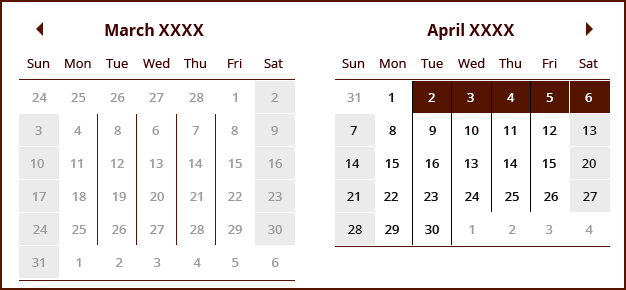 March XXXX
Sun Mon Tue Wed Thu Fri Sat
24 25 26 27 28 1 2
3 4 8 6 7 8 9
10 11 12 13 14 15 16
17 18 19 20 21 22 23
24 25 26 27 28 29 30
31 1 2 3 4 5 6
April XXXX
Sun Mon Tue Wed Thu Fri Sat
31 1 2 3 4 5 6
7 8 9 10 11 12 13
14 15 16 13 14 15 20
21 22 23 24 25 26 27
28 29 30 1 2 3 4